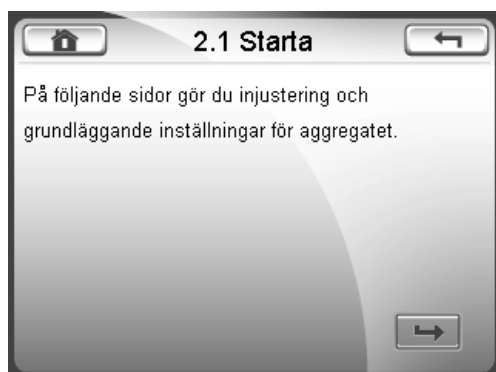 2.1 Starta
På följande sidor gör du injustering och
grundläggande inställningar för aggregatet.